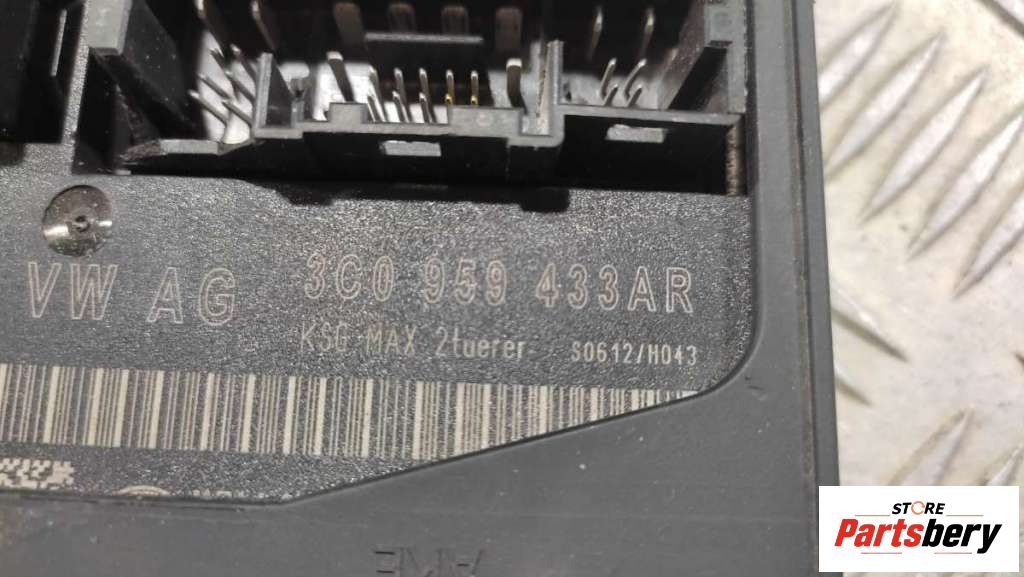 VW AG 3C0 959 433AR
KSG MAX 2tuerer S0612/H043
STORE
Partsbery